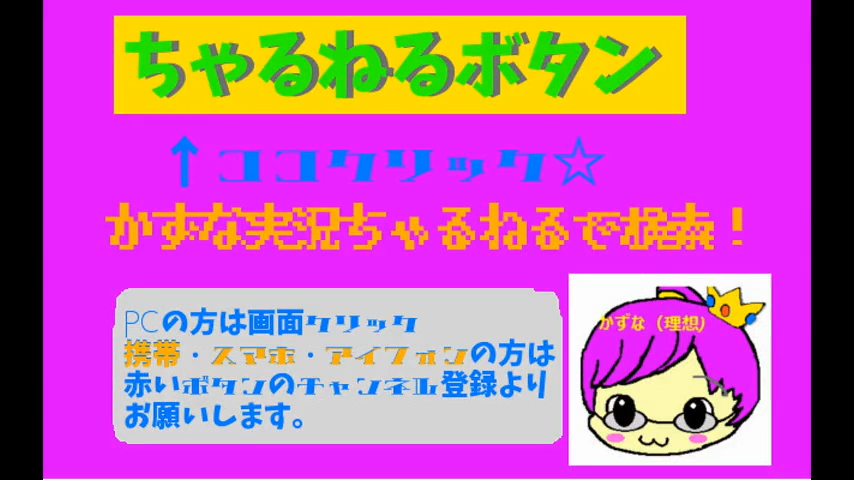 ちゃるねるボタン
↑ココクリック☆
かずな実況ちゃるねるで検索！
PCの方は画面クリック
携帯・スマホ・アイフォンの方は
赤いボタンのチャンネル登録より
お願いします。
かずな（理想）